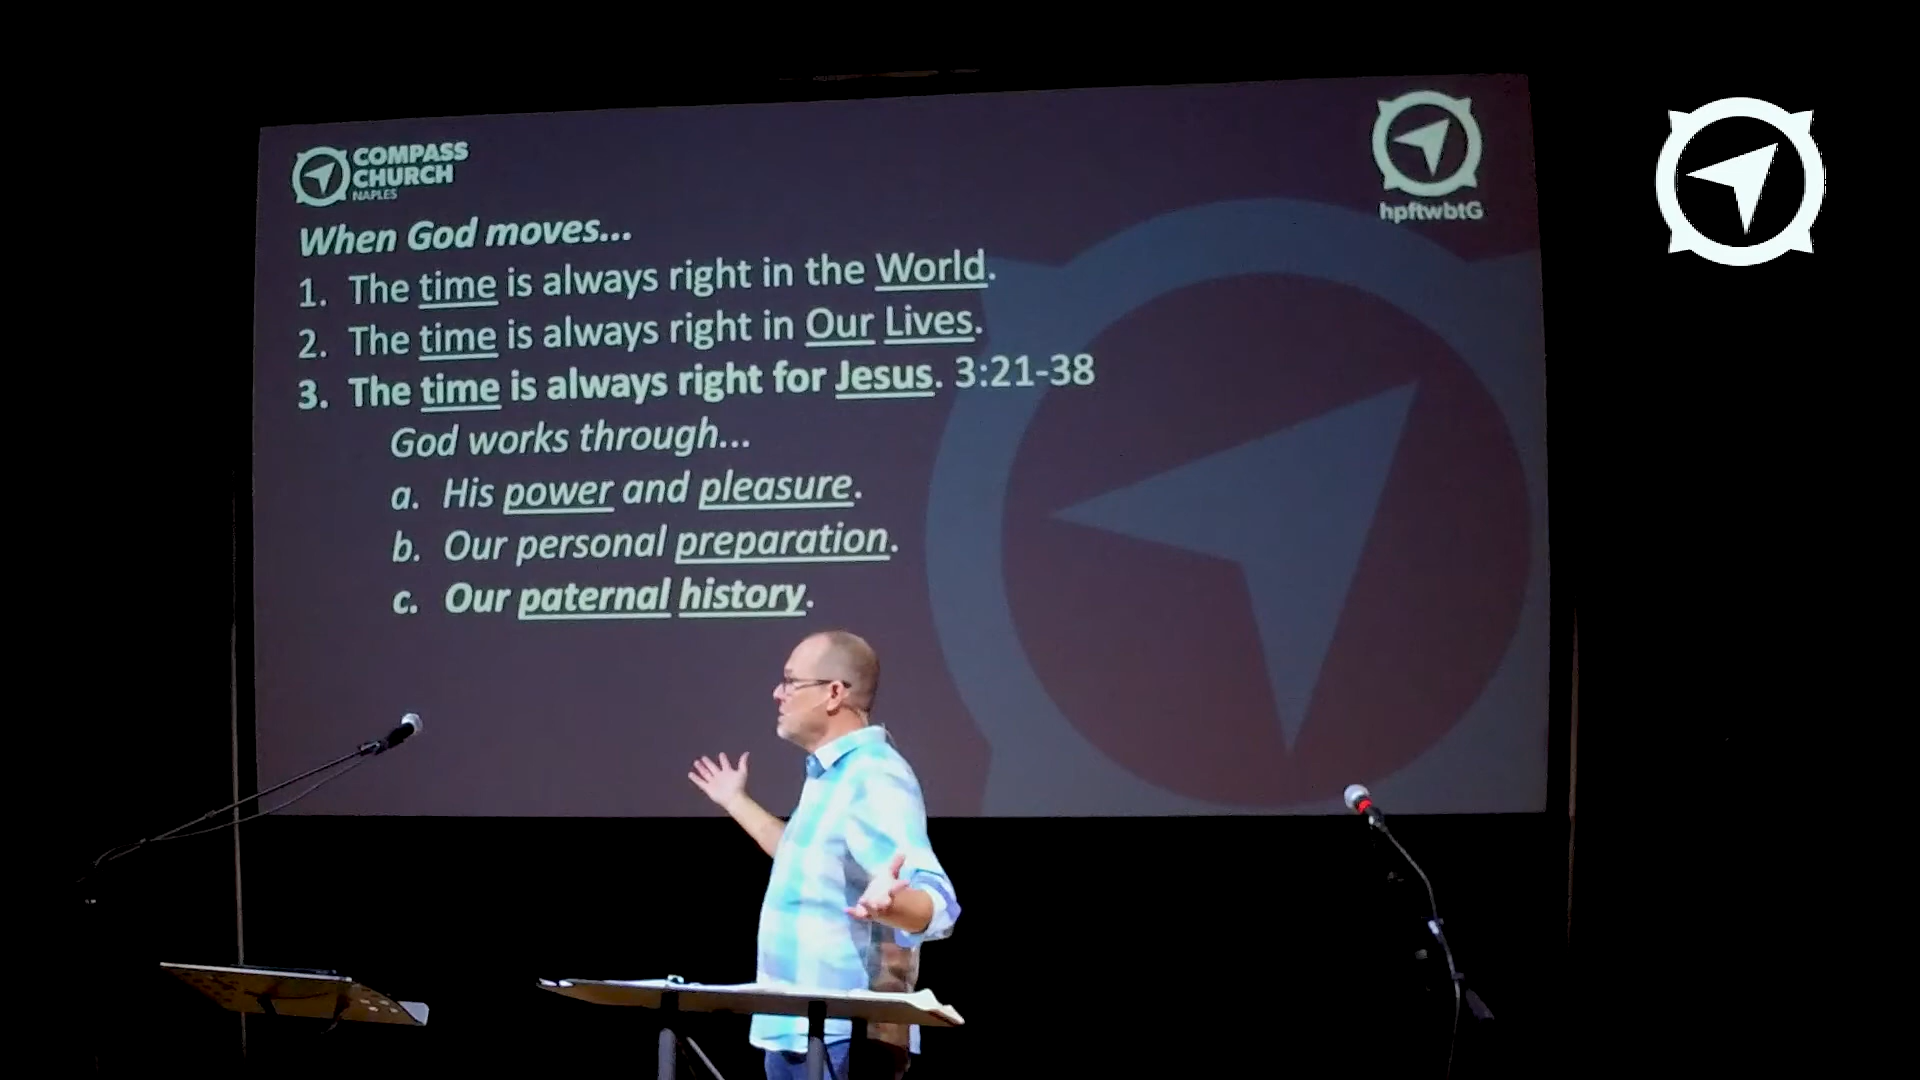 COMPASS
CHURCH
NAPLES
hpftwbtG
When God moves...
1. The time is always right in the World.
2. The time is always right in Our Lives.
3. The time is always right for Jesus. 3:21-38
God works through...
a. His power and pleasure.
b. Our personal preparation.
c. Our paternal history.